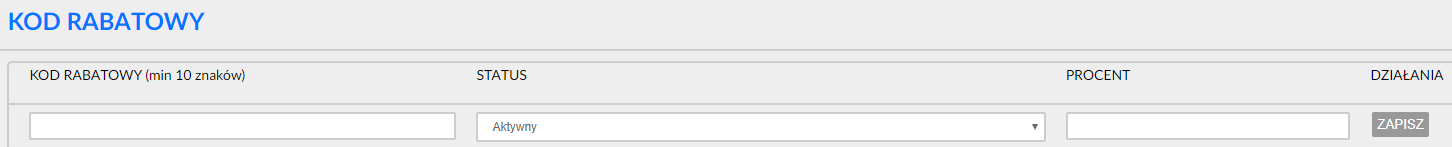 KOD RABATOWY
KOD RABATOWY (min 10 znaków) STATUS PROCENT DZIAŁANIA
Aktywny ZAPISZ